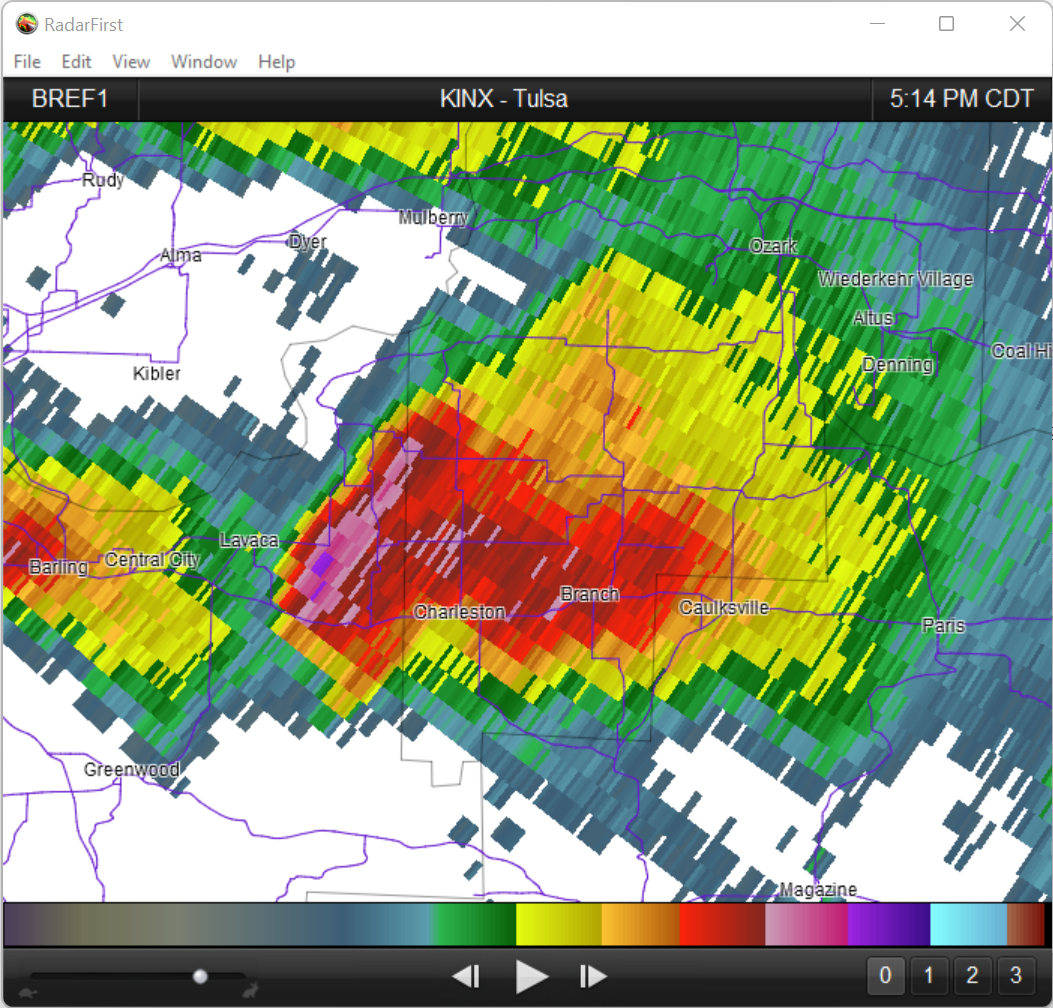 RadarFirst
File Edit View Window Help
BREF1 KINX - Tulsa 5:14 PM CDT
Rudy
Mulberry
Dyer
Ozark
Alma
Wiederkehr Village
Altus
Coal Hi
Denning
Kibler
Lavaca
Central City
Barling
Branch
Charleston
Caulksville
Paris
Greenwood
Magazine
0 1 2 3